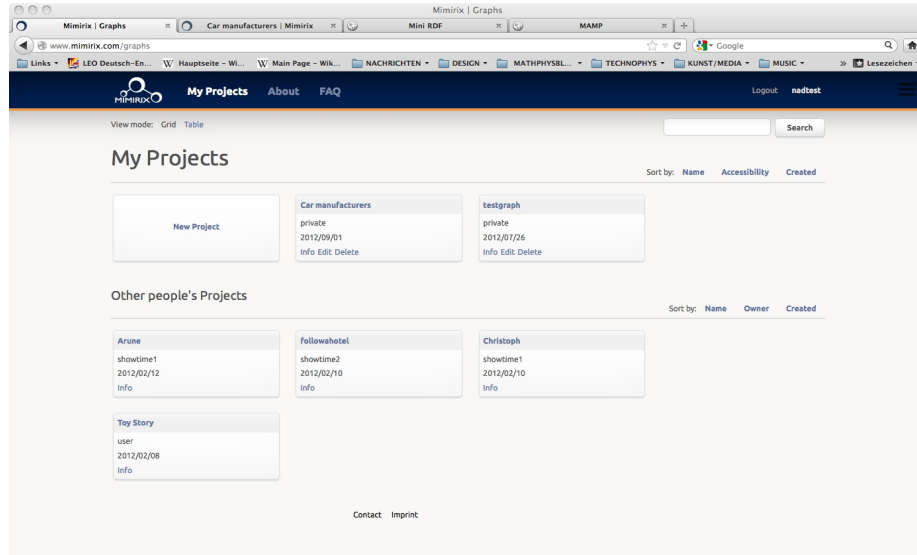 Mimirix | Graphs
Mimirix | Graphs
Car manufacturers | Mimirix
Mini RDF
MAMP
www.mimirix.com/graphs
Google
Links
LEO Deutsch-En...
Hauptseite - Wi...
Main Page - Wik...
NACHRICHTEN
DESIGN
MATHPHYSBL...
TECHNOPHYS
KUNST/MEDIA
MUSIC
» Lesezeichen
MIMIRIX
My Projects About FAQ
Logout nadtest
View mode: Grid Table
Search
My Projects
Sort by: Name Accessibility Created
New Project
Car manufacturers
private
2012/09/01
Info Edit Delete
testgraph
private
2012/07/26
Info Edit Delete
Other people's Projects
Sort by: Name Owner Created
Arune
showtime1
2012/02/12
Info
followahotel
showtime2
2012/02/10
Info
Christoph
showtime1
2012/02/10
Info
Toy Story
user
2012/02/08
Info
Contact Imprint